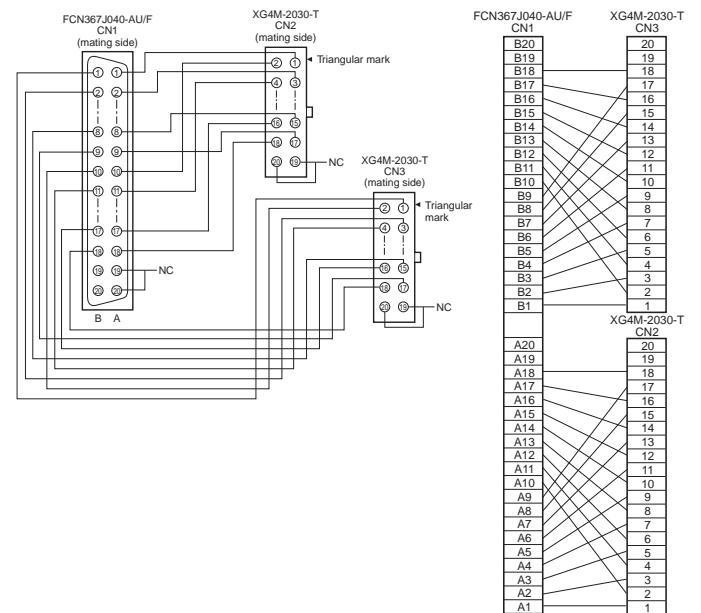 FCN367J040-AU/F
CN1
(mating side)
1 1
2 2
8 8
9 9
10 10
11 11
17 17
18 18
19 19
20 20
NC
B A
XG4M-2030-T
CN2
(mating side)
Triangular mark
2 1
4 3
16 15
18 17
20 19
NC
XG4M-2030-T
CN3
(mating side)
Triangular
mark
2 1
4 3
16 15
18 17
20 19
NC
FCN367J040-AU/F
CN1
XG4M-2030-T
CN3
B20 20
B19 19
B18 18
B17 17
B16 16
B15 15
B14 14
B13 13
B12 12
B11 11
B10 10
B9 9
B8 8
B7 7
B6 6
B5 5
B4 4
B3 3
B2 2
B1 1
XG4M-2030-T
CN2
A20 20
A19 19
A18 18
A17 17
A16 16
A15 15
A14 14
A13 13
A12 12
A11 11
A10 10
A9 9
A8 8
A7 7
A6 6
A5 5
A4 4
A3 3
A2 2
A1 1